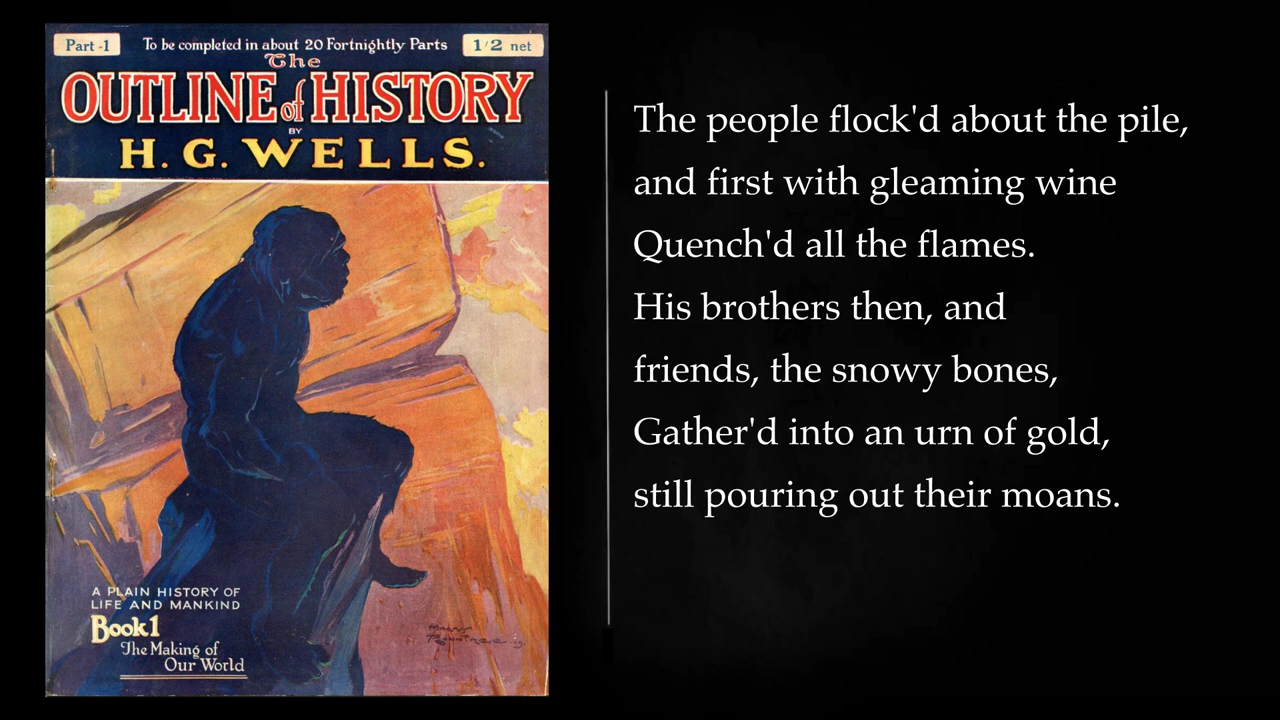 Part -1
To be completed in about 20 Fortnightly Parts
1/2 net
The
OUTLINE of HISTORY
BY
H. G. WELLS.
A PLAIN HISTORY OF
LIFE AND MANKIND
Book 1
The Making of
Our World
The people flock'd about the pile,
and first with gleaming wine
Quench'd all the flames.
His brothers then, and
friends, the snowy bones,
Gather'd into an urn of gold,
still pouring out their moans.